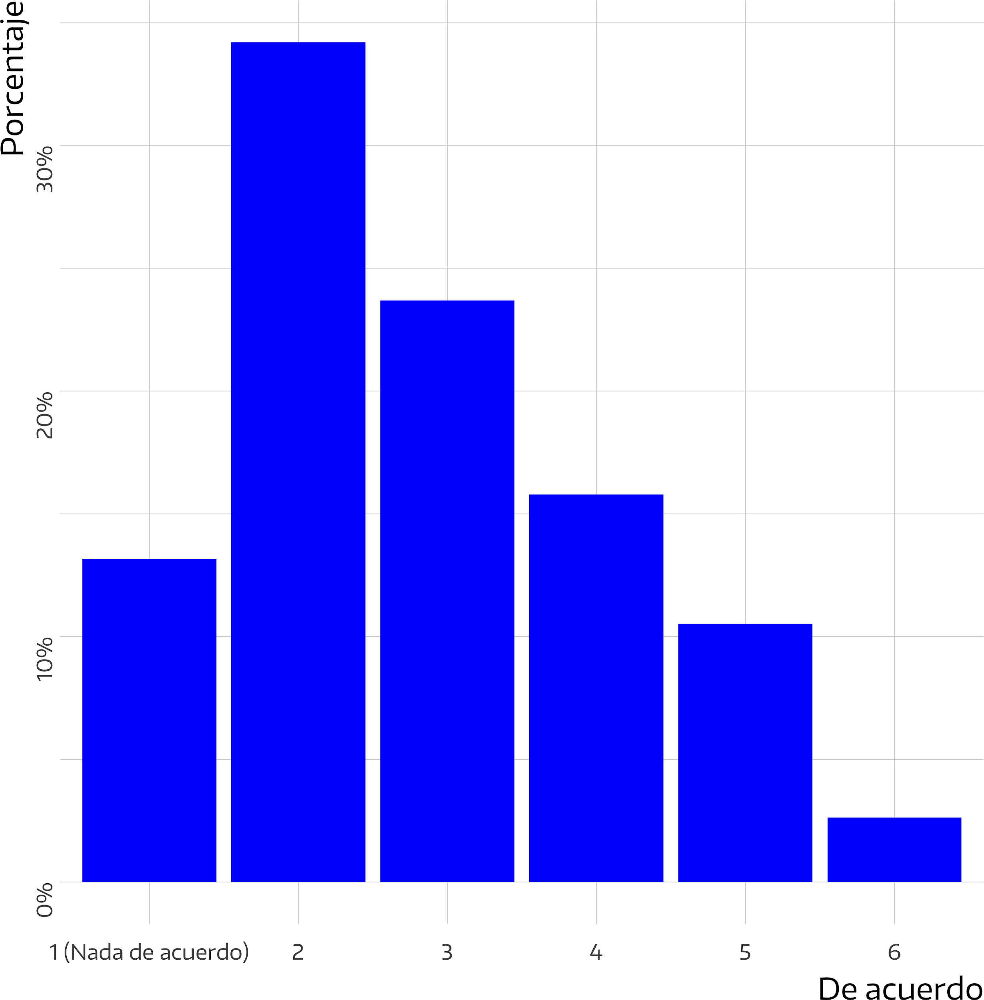 Porcentaje
30%
20%
10%
0%
1 (Nada de acuerdo) 2 3 4 5 6
De acuerdo